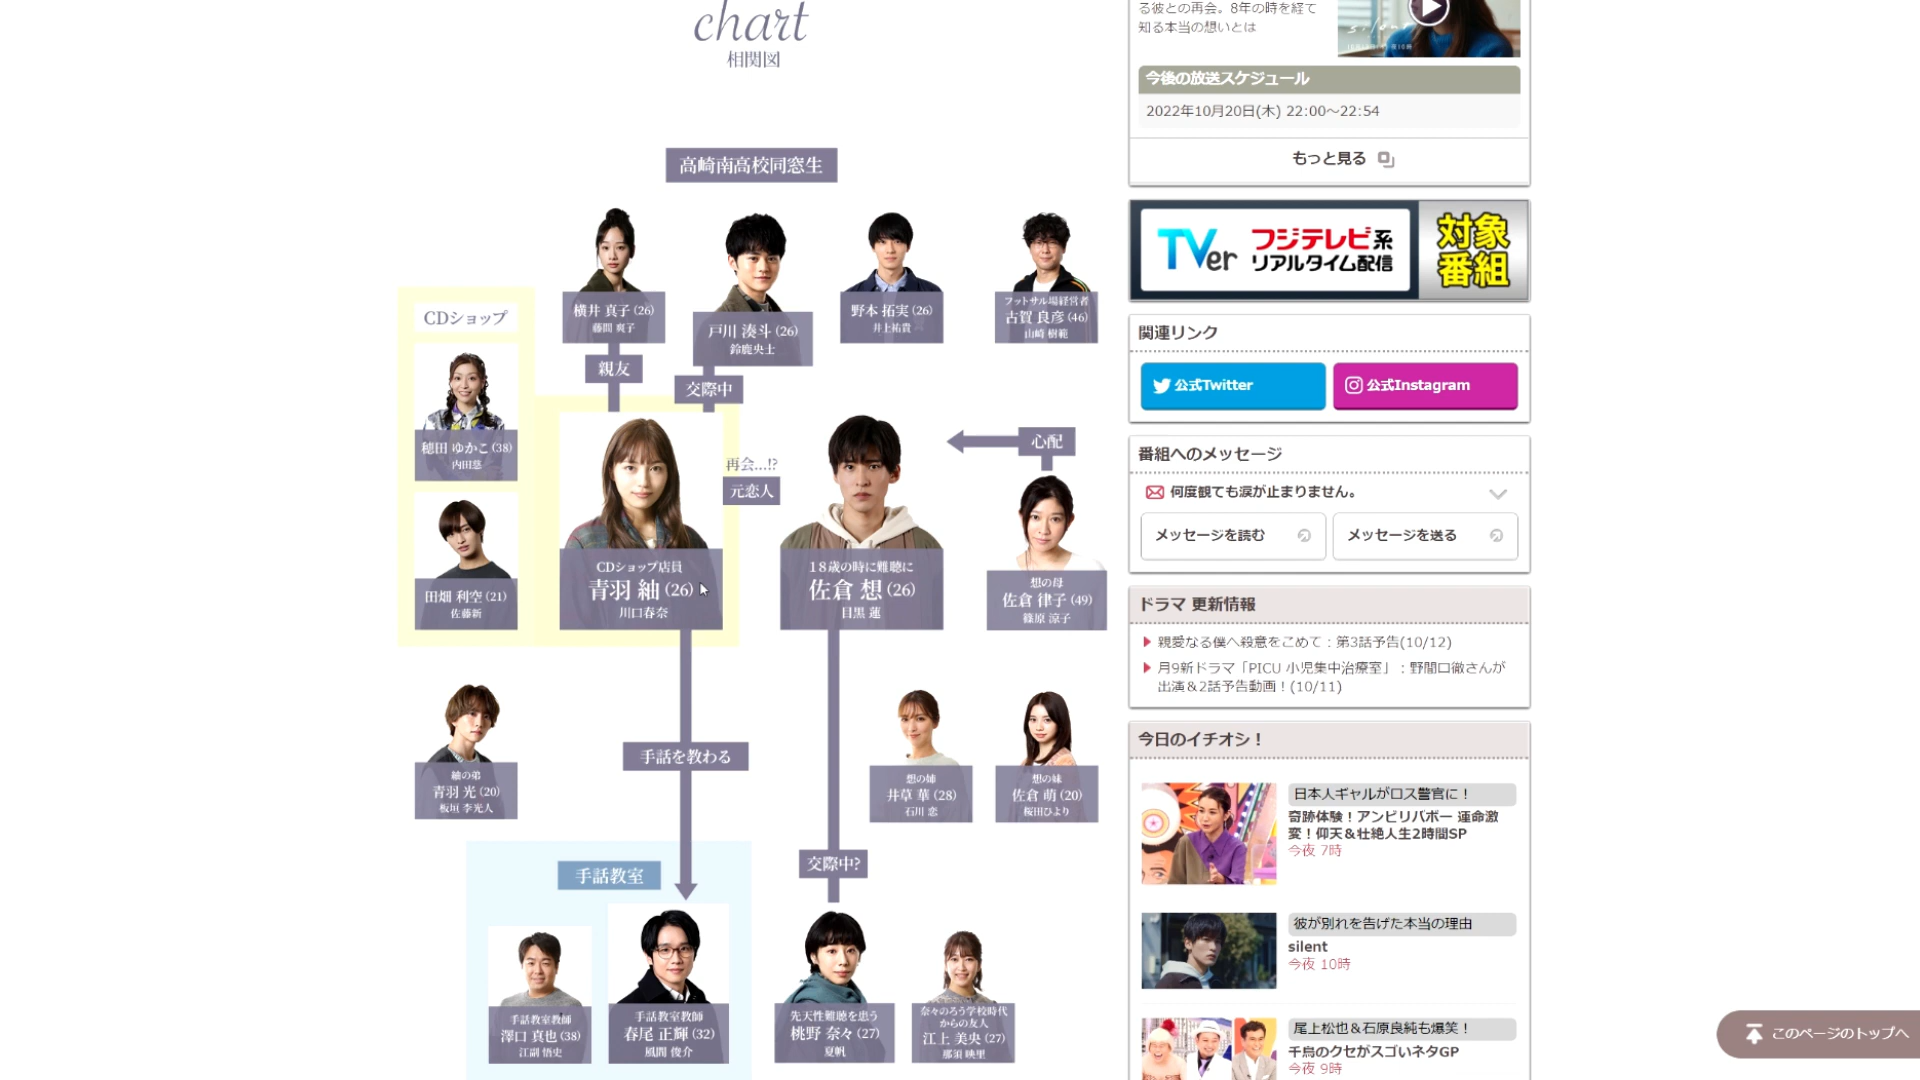 chart
相関図
高崎南高校同窓生
横井 真子 (26)
藤間 爽子
戸川 湊斗 (26)
鈴鹿央士
野本 拓実 (26)
井上祐貴
フットサル場経営者
古賀 良彦 (46)
山崎 樹範
CDショップ
親友
交際中
穂田 ゆかこ (38)
内田慈
再会…!?
元恋人
心配
田畑 利空 (21)
佐藤新
CDショップ店員
青羽 紬 (26)
川口春奈
18歳の時に難聴に
佐倉 想 (26)
目黒 蓮
想の母
佐倉 律子 (49)
篠原 涼子
紬の弟
青羽 光 (20)
板垣 李光人
手話を教わる
想の姉
井草 華 (28)
石川 恋
想の妹
佐倉 萌 (20)
桜田ひより
交際中?
手話教室
手話教室教師
澤口 真也 (38)
江副 悟史
手話教室教師
春尾 正輝 (32)
風間 俊介
先天性難聴を患う
桃野 奈々 (27)
夏帆
奈々のろう学校時代
からの友人
江上 美央 (27)
那須 映里
る彼との再会。8年の時を経て
知る本当の想いとは
silent
今後の放送スケジュール
2022年10月20日(木) 22:00～22:54
もっと見る
TVer
フジテレビ系
リアルタイム配信
対象
番組
関連リンク
公式Twitter
公式Instagram
番組へのメッセージ
何度観ても涙が止まりません。
メッセージを読む
メッセージを送る
ドラマ 更新情報
親愛なる僕へ殺意をこめて：第3話予告(10/12)
月9新ドラマ「PICU 小児集中治療室」：野間口徹さんが
出演＆2話予告動画！(10/11)
今日のイチオシ！
日本人ギャルがロス警官に！
奇跡体験！アンビリバボー 運命激
変！仰天＆壮絶人生2時間SP
今夜 7時
彼が別れを告げた本当の理由
silent
今夜 10時
尾上松也＆石原良純も爆笑！
千鳥のクセがスゴいネタGP
今夜 9時
このページのトップへ